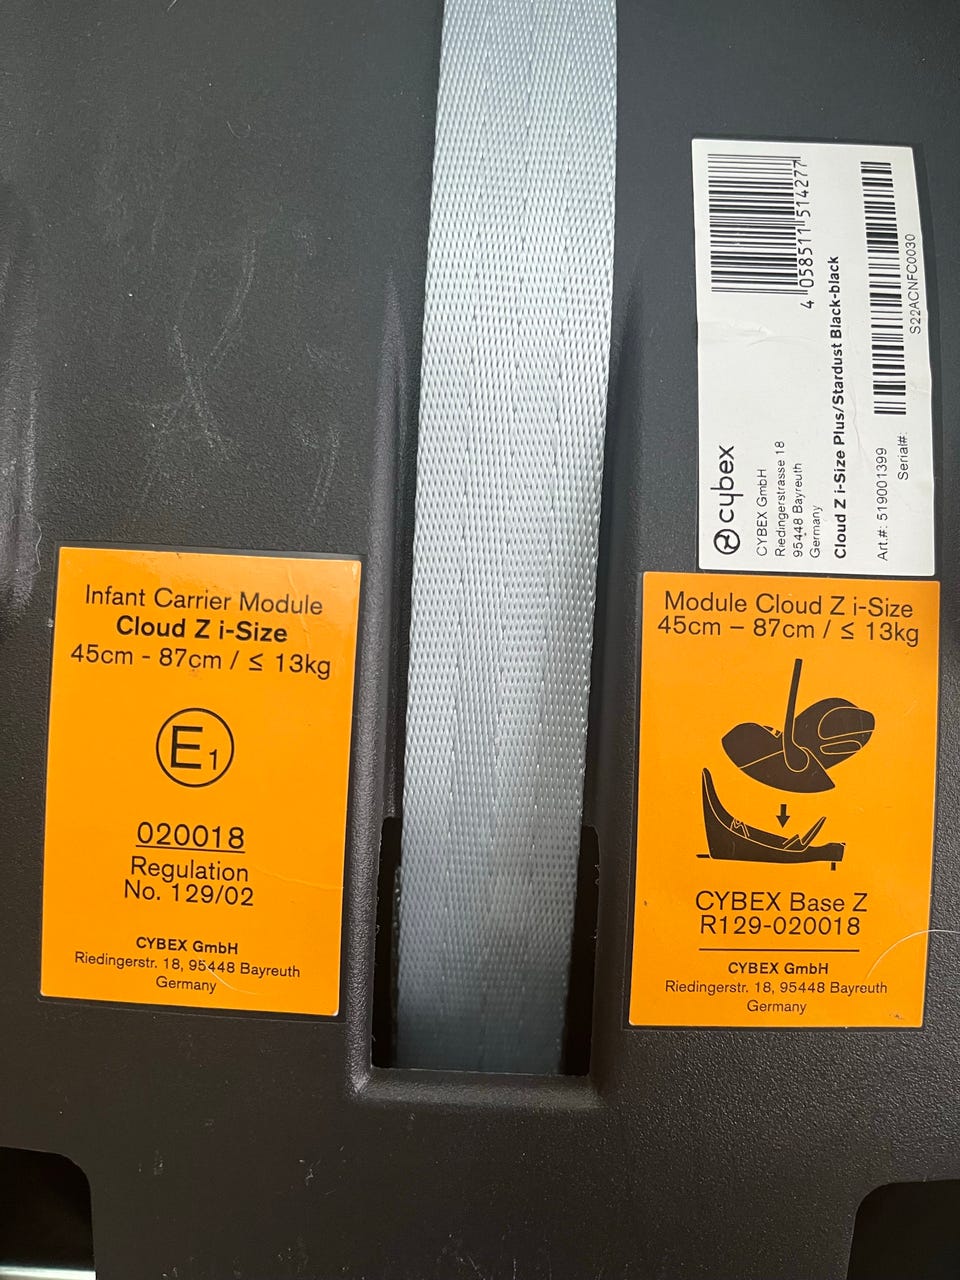 4 058511 514277
cybex
CYBEX GmbH
Riedingerstrasse 18
95448 Bayreuth
Germany
Cloud Z i-Size Plus/Stardust Black-black
Art.#: 519001399
Serial#:
S22ACNFC0030
Infant Carrier Module
Cloud Z i-Size
45cm - 87cm / ≤ 13kg
E1
020018
Regulation
No. 129/02
CYBEX GmbH
Riedingerstr. 18, 95448 Bayreuth
Germany
Module Cloud Z i-Size
45cm – 87cm / ≤ 13kg
CYBEX Base Z
R129-020018
CYBEX GmbH
Riedingerstr. 18, 95448 Bayreuth
Germany